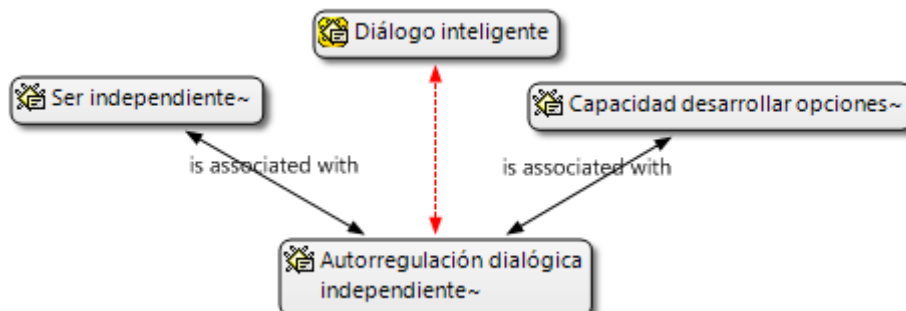 Diálogo inteligente
Ser independiente~
Capacidad desarrollar opciones~
is associated with
is associated with
Autorregulación dialógica
independiente~